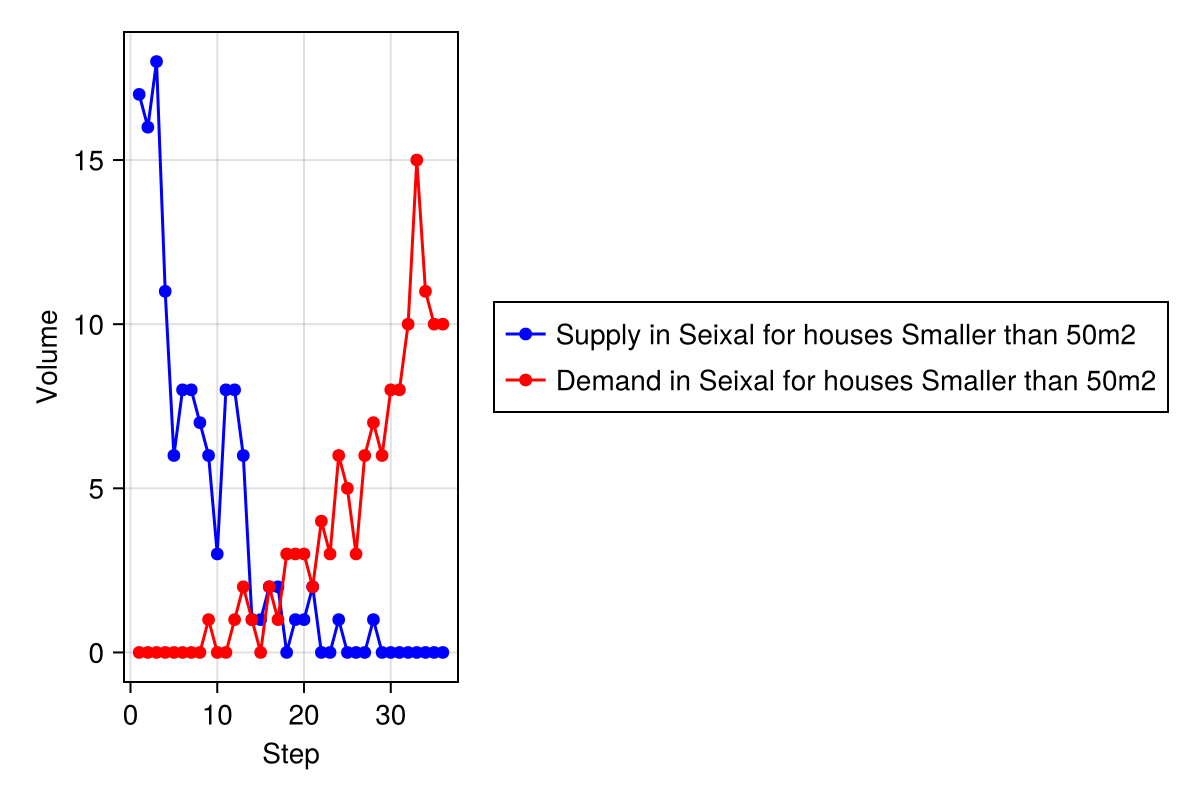 15
10
5
0
Volume
0 10 20 30
Step
Supply in Seixal for houses Smaller than 50m2
Demand in Seixal for houses Smaller than 50m2